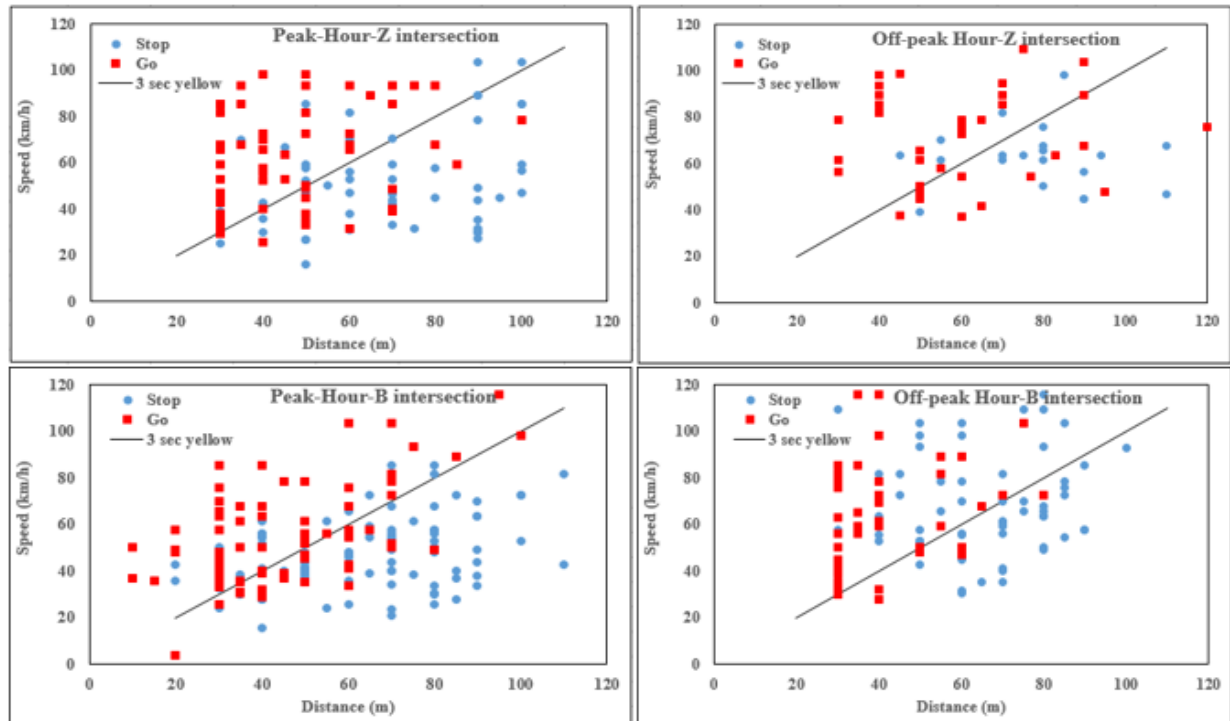 Peak-Hour-Z intersection
Stop
Go
3 sec yellow
Speed (km/h)
120
100
80
60
40
20
0
0 20 40 60 80 100 120
Distance (m)
Off-peak Hour-Z intersection
Stop
Go
3 sec yellow
Speed (km/h)
120
100
80
60
40
20
0
0 20 40 60 80 100 120
Distance (m)
Peak-Hour-B intersection
Stop
Go
3 sec yellow
Speed (km/h)
120
100
80
60
40
20
0
0 20 40 60 80 100 120
Distance (m)
Off-peak Hour-B intersection
Stop
Go
3 sec yellow
Speed (km/h)
120
100
80
60
40
20
0
0 20 40 60 80 100 120
Distance (m)